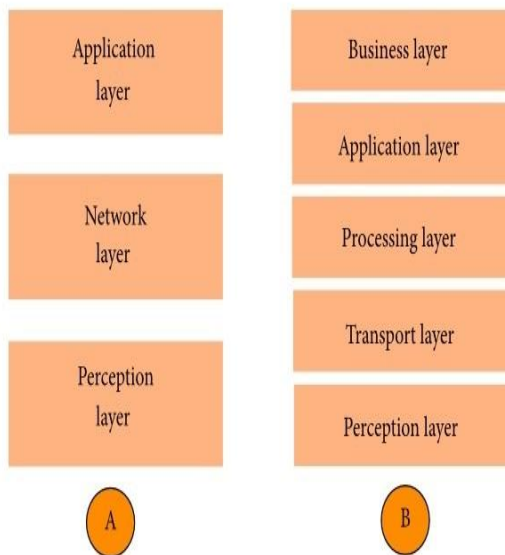 Application
layer
Network
layer
Perception
layer
A
Business layer
Application layer
Processing layer
Transport layer
Perception layer
B